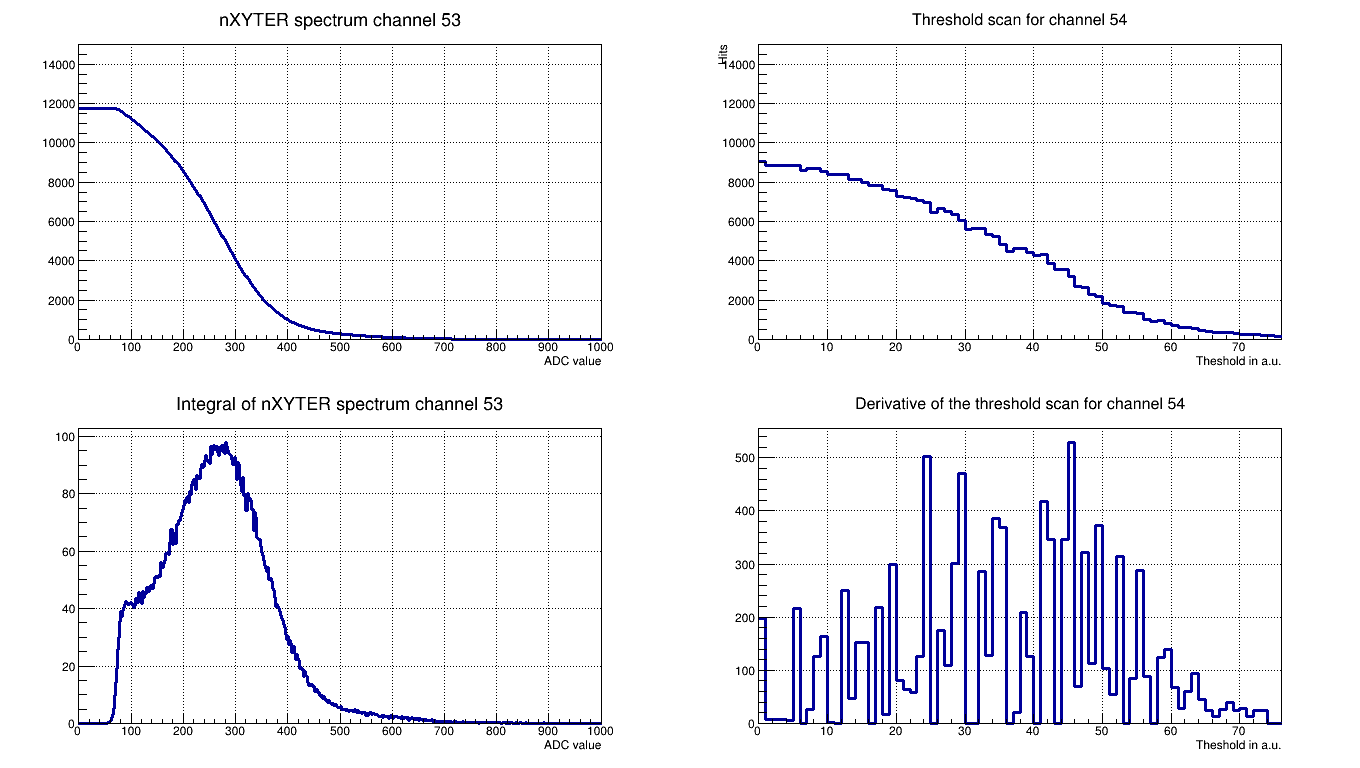 nXYTER spectrum channel 53
14000
12000
10000
8000
6000
4000
2000
0
0 100 200 300 400 500 600 700 800 900 1000
ADC value
Threshold scan for channel 54
Hits
14000
12000
10000
8000
6000
4000
2000
0
0 10 20 30 40 50 60 70
Theshold in a.u.
Integral of nXYTER spectrum channel 53
100
80
60
40
20
0
0 100 200 300 400 500 600 700 800 900 1000
ADC value
Derivative of the threshold scan for channel 54
500
400
300
200
100
0
0 10 20 30 40 50 60 70
Theshold in a.u.